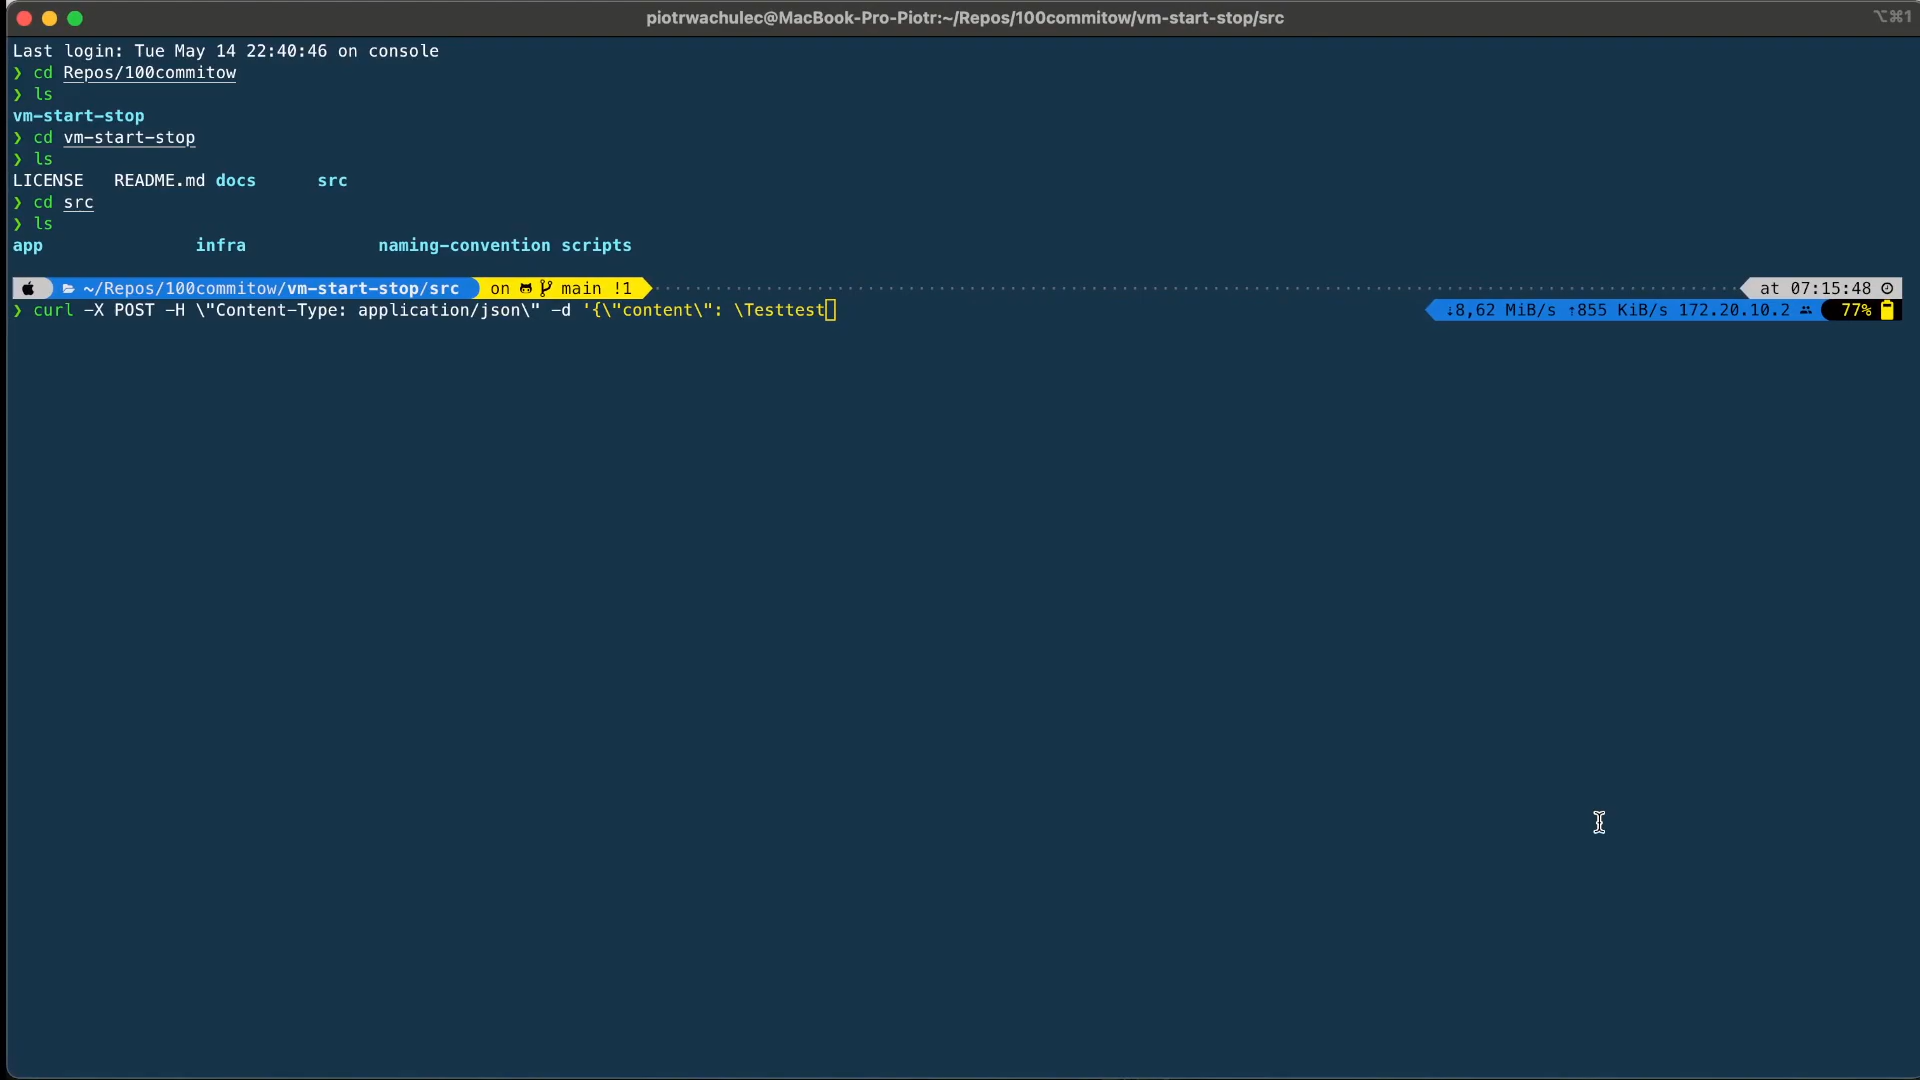 piotrwachulec@MacBook-Pro-Piotr:~/Repos/100commitow/vm-start-stop/src ⌥⌘1
Last login: Tue May 14 22:40:46 on console
❯ cd Repos/100commitow
❯ ls
vm-start-stop
❯ cd vm-start-stop
❯ ls
LICENSE README.md docs src
❯ cd src
❯ ls
app infra naming-convention scripts
~/Repos/100commitow/vm-start-stop/src on main !1 at 07:15:48
❯ curl -X POST -H \"Content-Type: application/json\" -d '{\"content\": \Testtest ↓8,62 MiB/s ↑855 KiB/s 172.20.10.2 77%